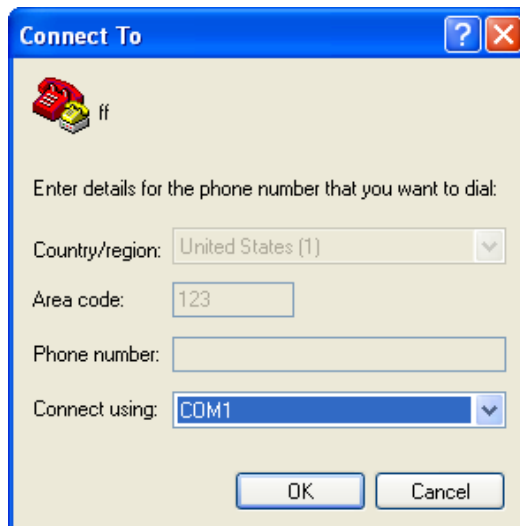 Connect To
ff
Enter details for the phone number that you want to dial:
Country/region: United States (1)
Area code: 123
Phone number:
Connect using: COM1
OK Cancel